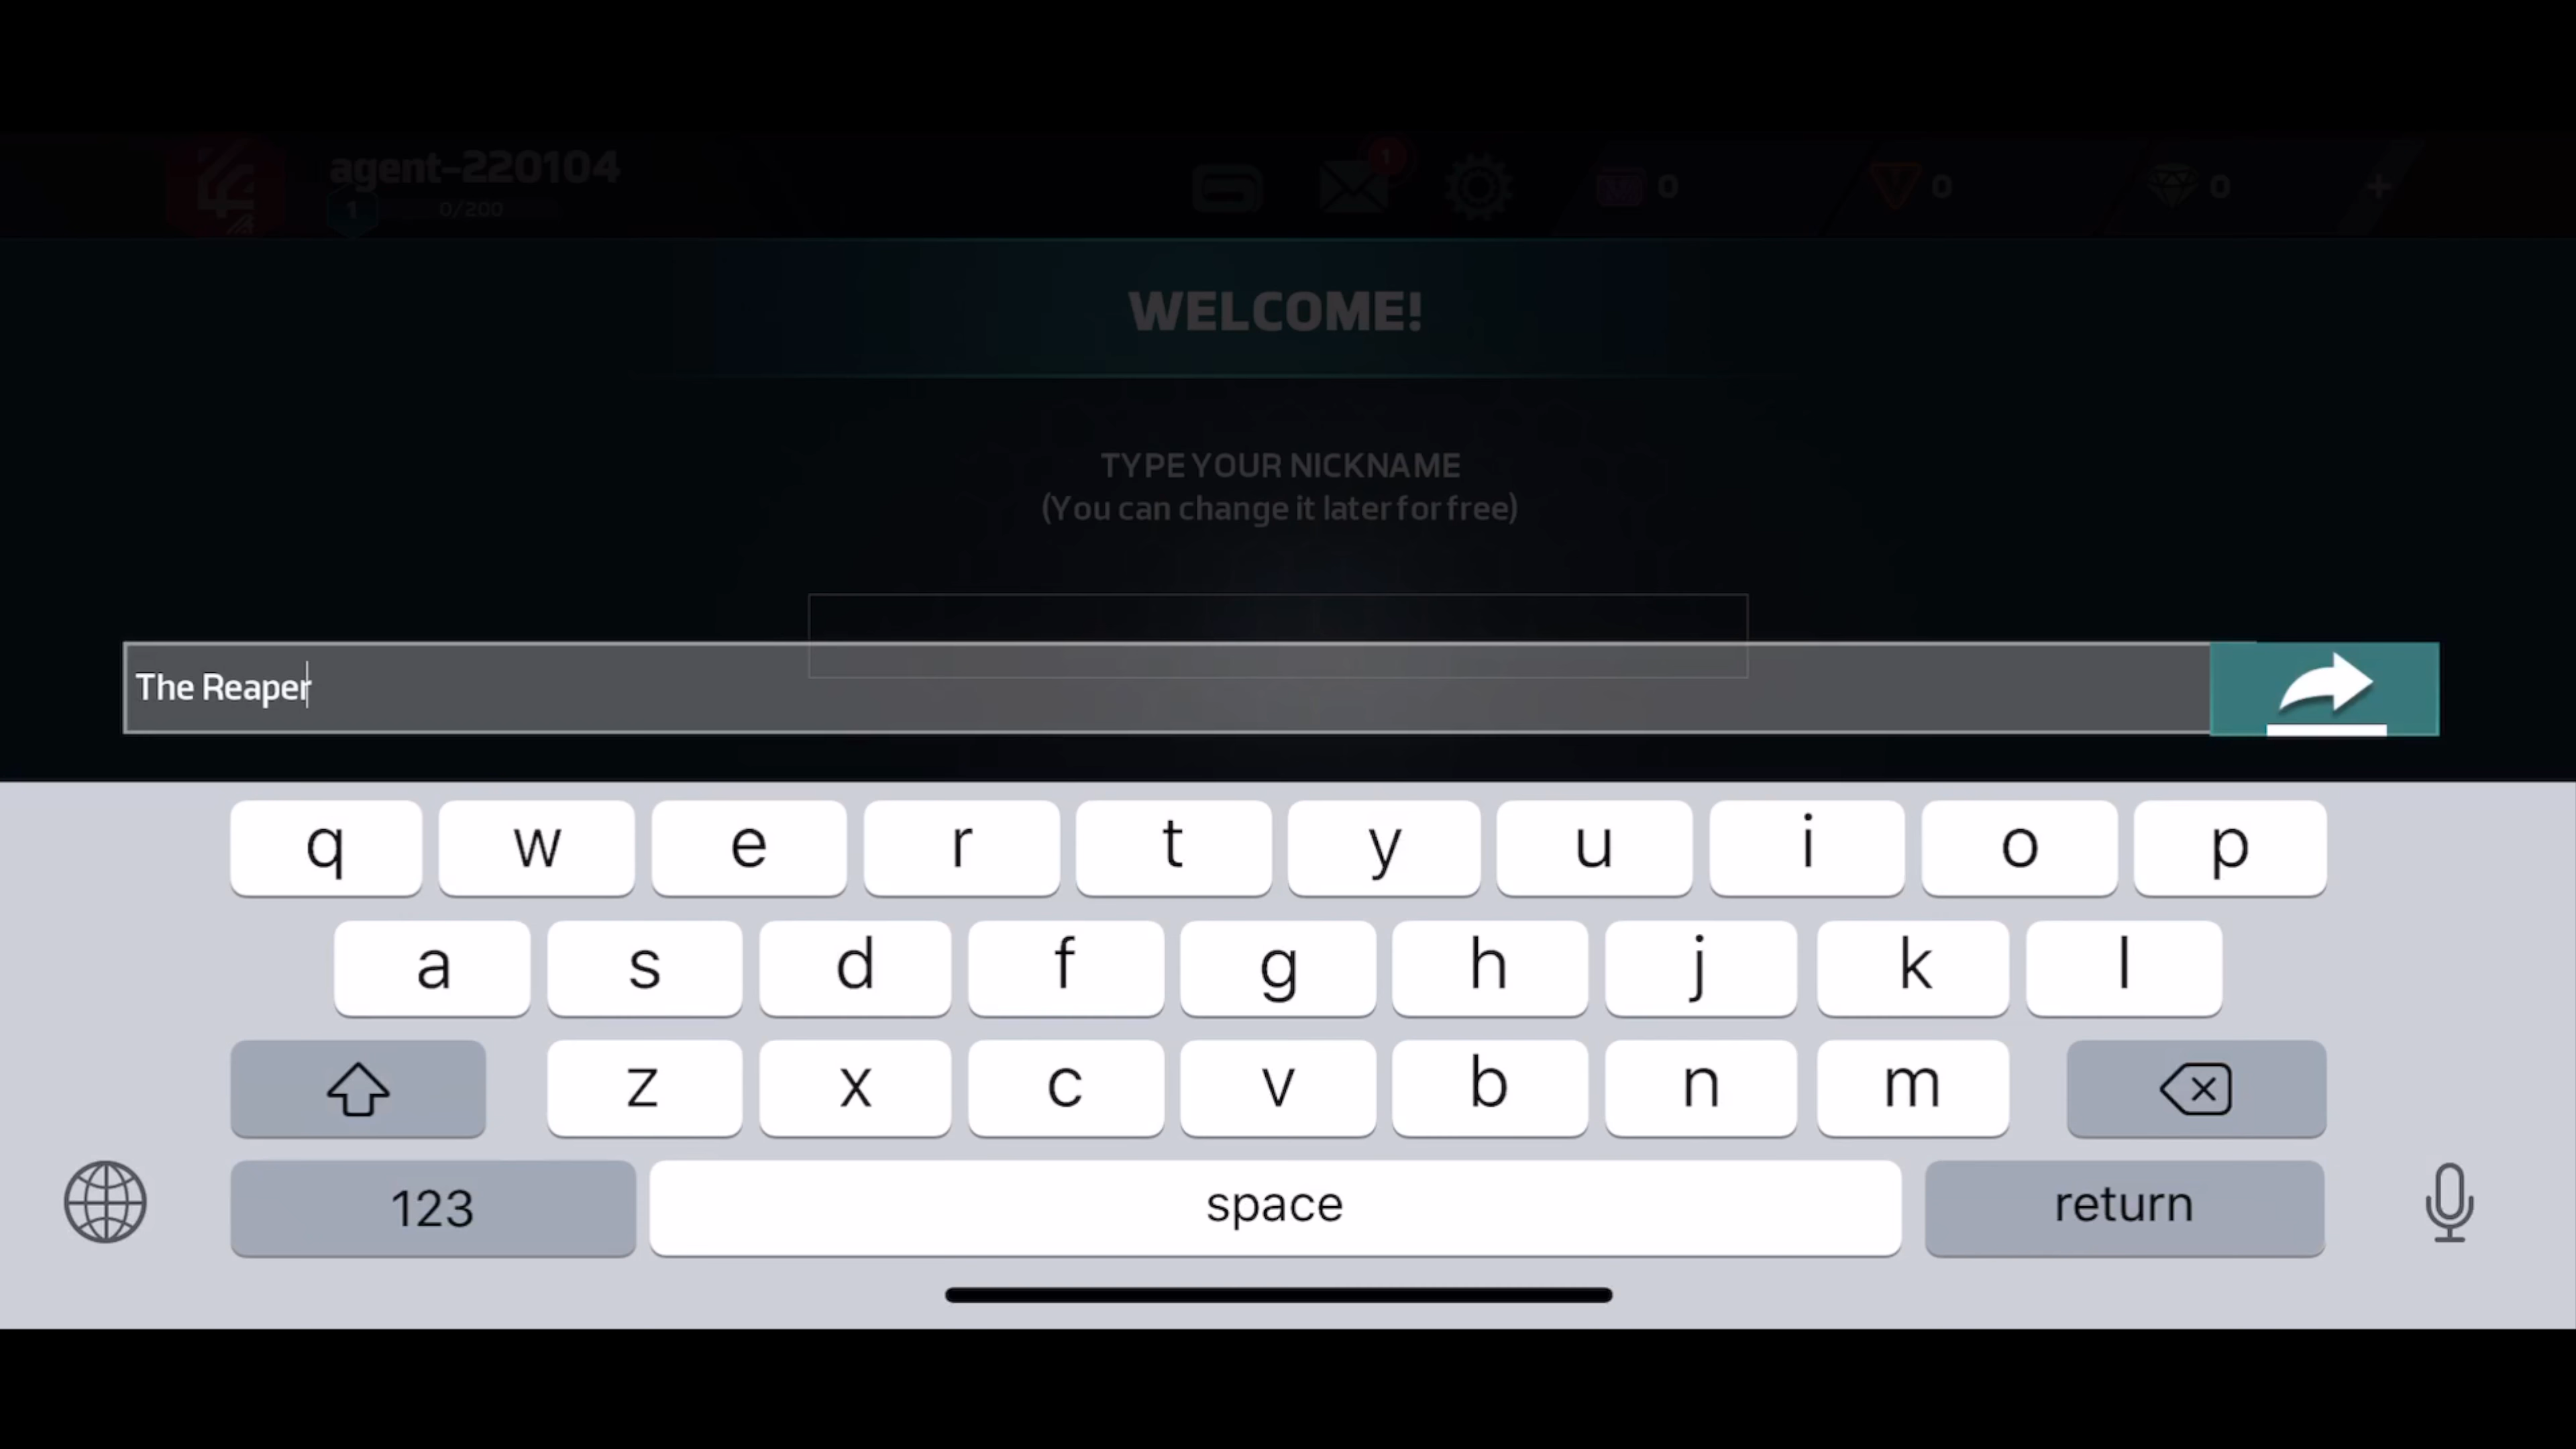 agent-220104
1
1 0/200
0
0
0
+
WELCOME!
TYPE YOUR NICKNAME
(You can change it later for free)
The Reaper
q w e r t y u i o p
a s d f g h j k l
z x c v b n m
123 space return